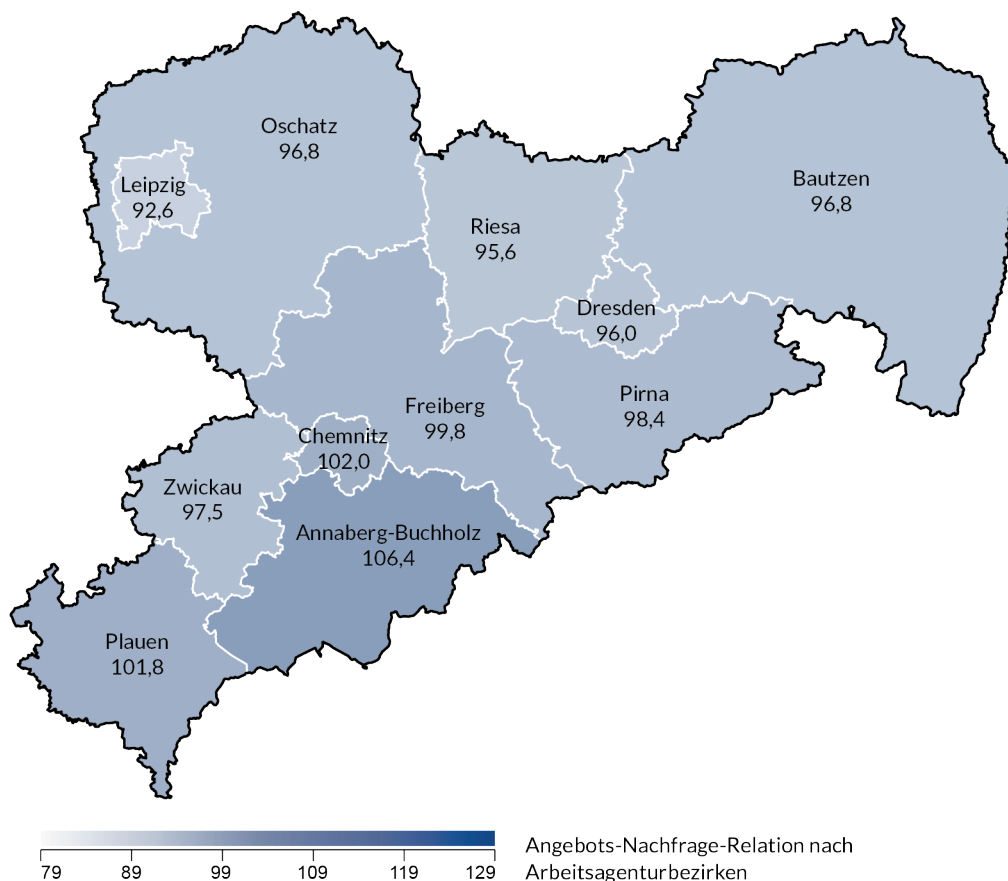 Oschatz
96,8
Leipzig
92,6
Bautzen
96,8
Riesa
95,6
Dresden
96,0
Pirna
98,4
Freiberg
99,8
Chemnitz
102,0
Zwickau
97,5
Annaberg-Buchholz
106,4
Plauen
101,8
79 89 99 109 119 129
Angebots-Nachfrage-Relation nach
Arbeitsagenturbezirken